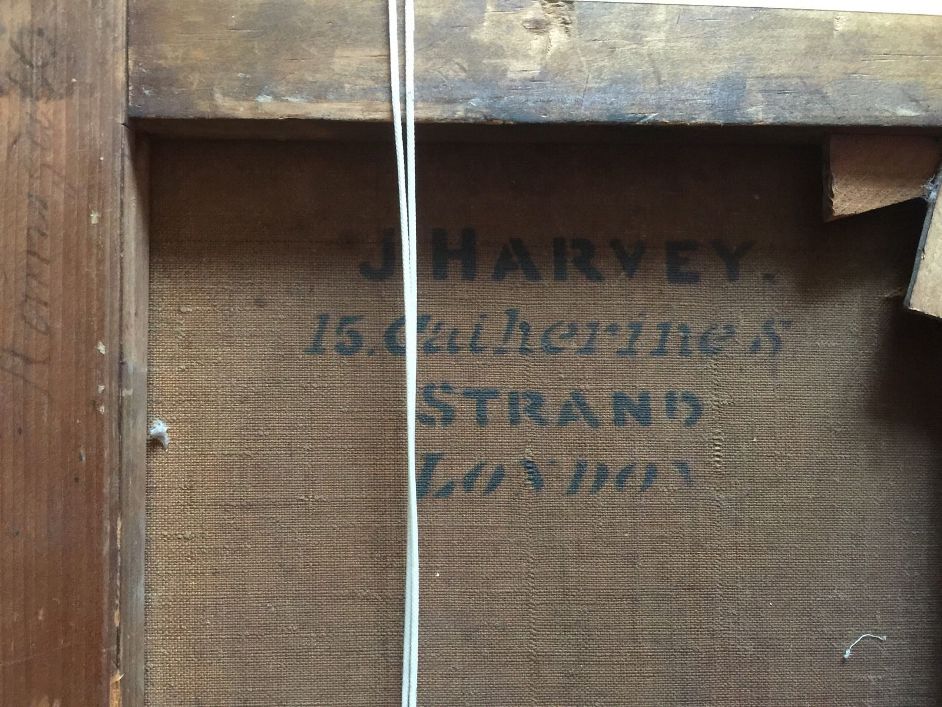 J HARVEY.
15. Catherine S
STRAND
LONDON